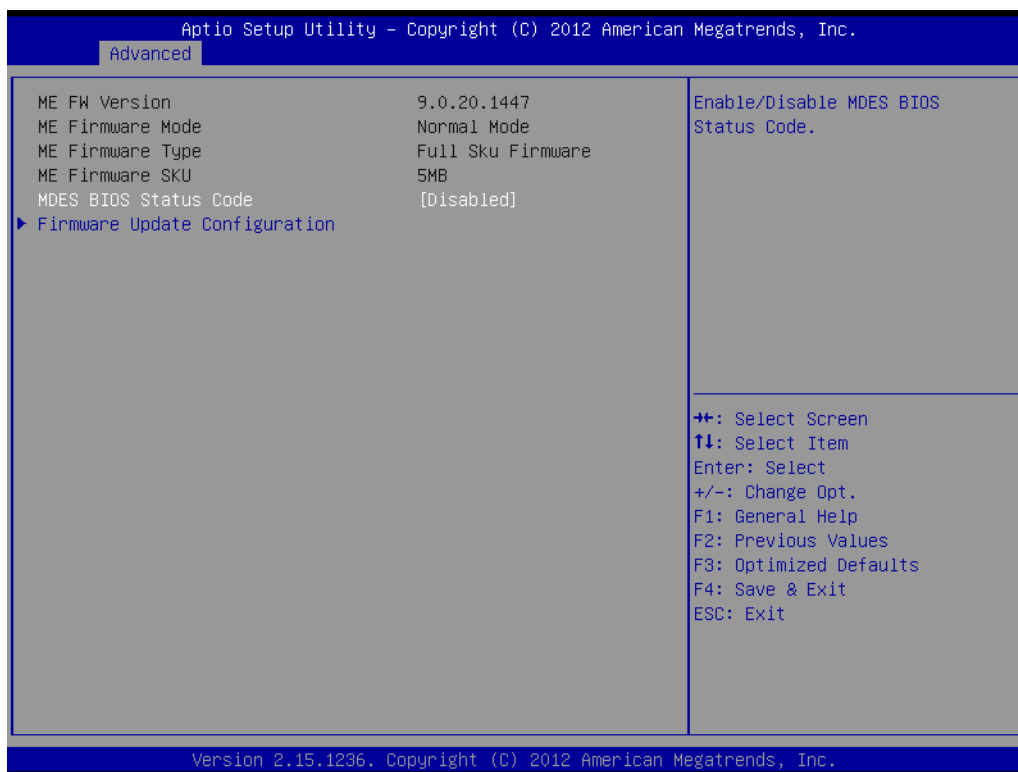 Aptio Setup Utility – Copyright (C) 2012 American Megatrends, Inc.
Advanced
ME FW Version 9.0.20.1447
ME Firmware Mode Normal Mode
ME Firmware Type Full Sku Firmware
ME Firmware SKU 5MB
MDES BIOS Status Code [Disabled]
Firmware Update Configuration
Enable/Disable MDES BIOS
Status Code.
→←: Select Screen
↑↓: Select Item
Enter: Select
+/-: Change Opt.
F1: General Help
F2: Previous Values
F3: Optimized Defaults
F4: Save & Exit
ESC: Exit
Version 2.15.1236. Copyright (C) 2012 American Megatrends, Inc.